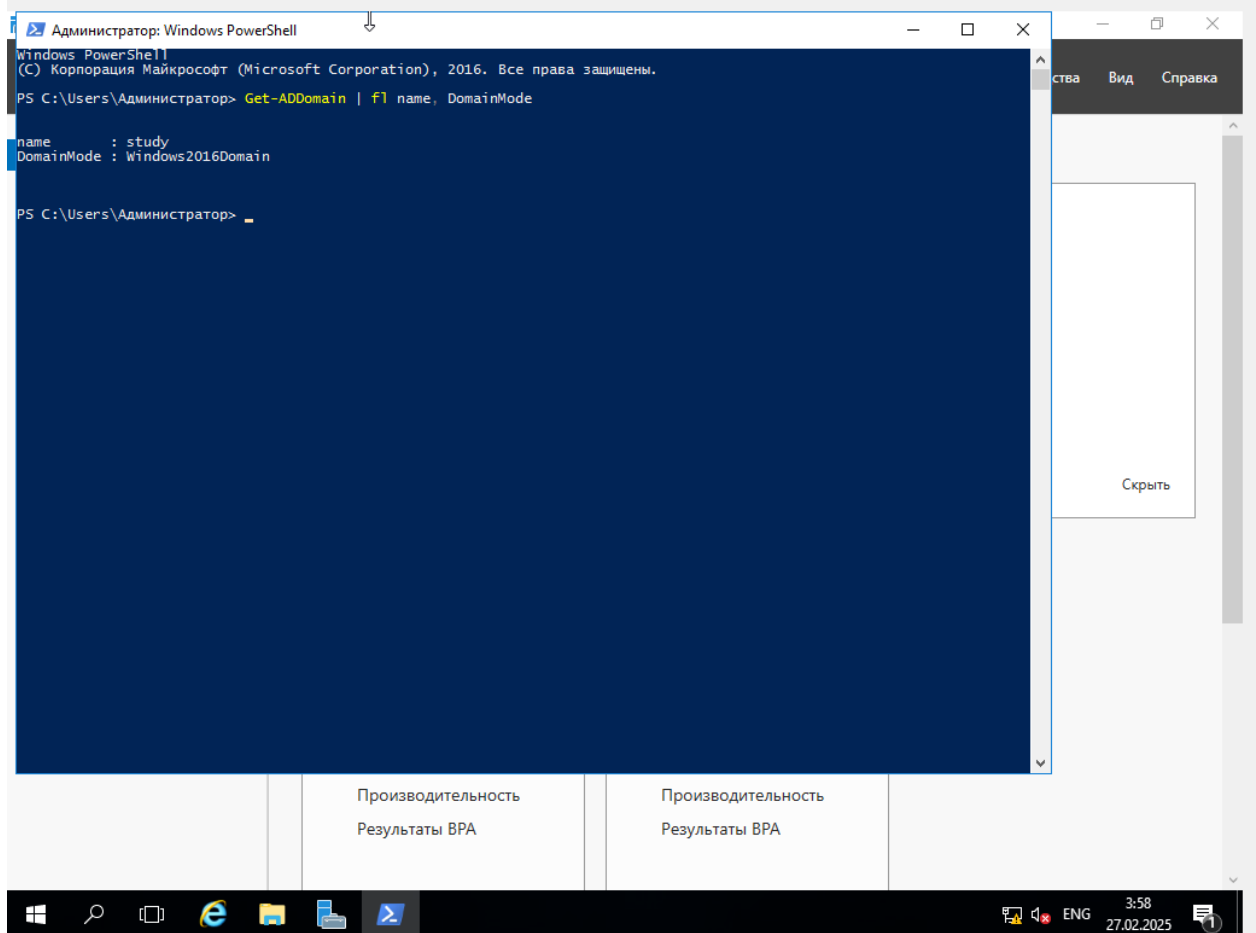 Администратор: Windows PowerShell
Windows PowerShell
(C) Корпорация Майкрософт (Microsoft Corporation), 2016. Все права защищены.
PS C:\Users\Администратор> Get-ADDomain | fl name, DomainMode
name       : study
DomainMode : Windows2016Domain
PS C:\Users\Администратор>
ства Вид Справка
Скрыть
Производительность Производительность
Результаты BPA Результаты BPA
ENG 3:58
27.02.2025
1